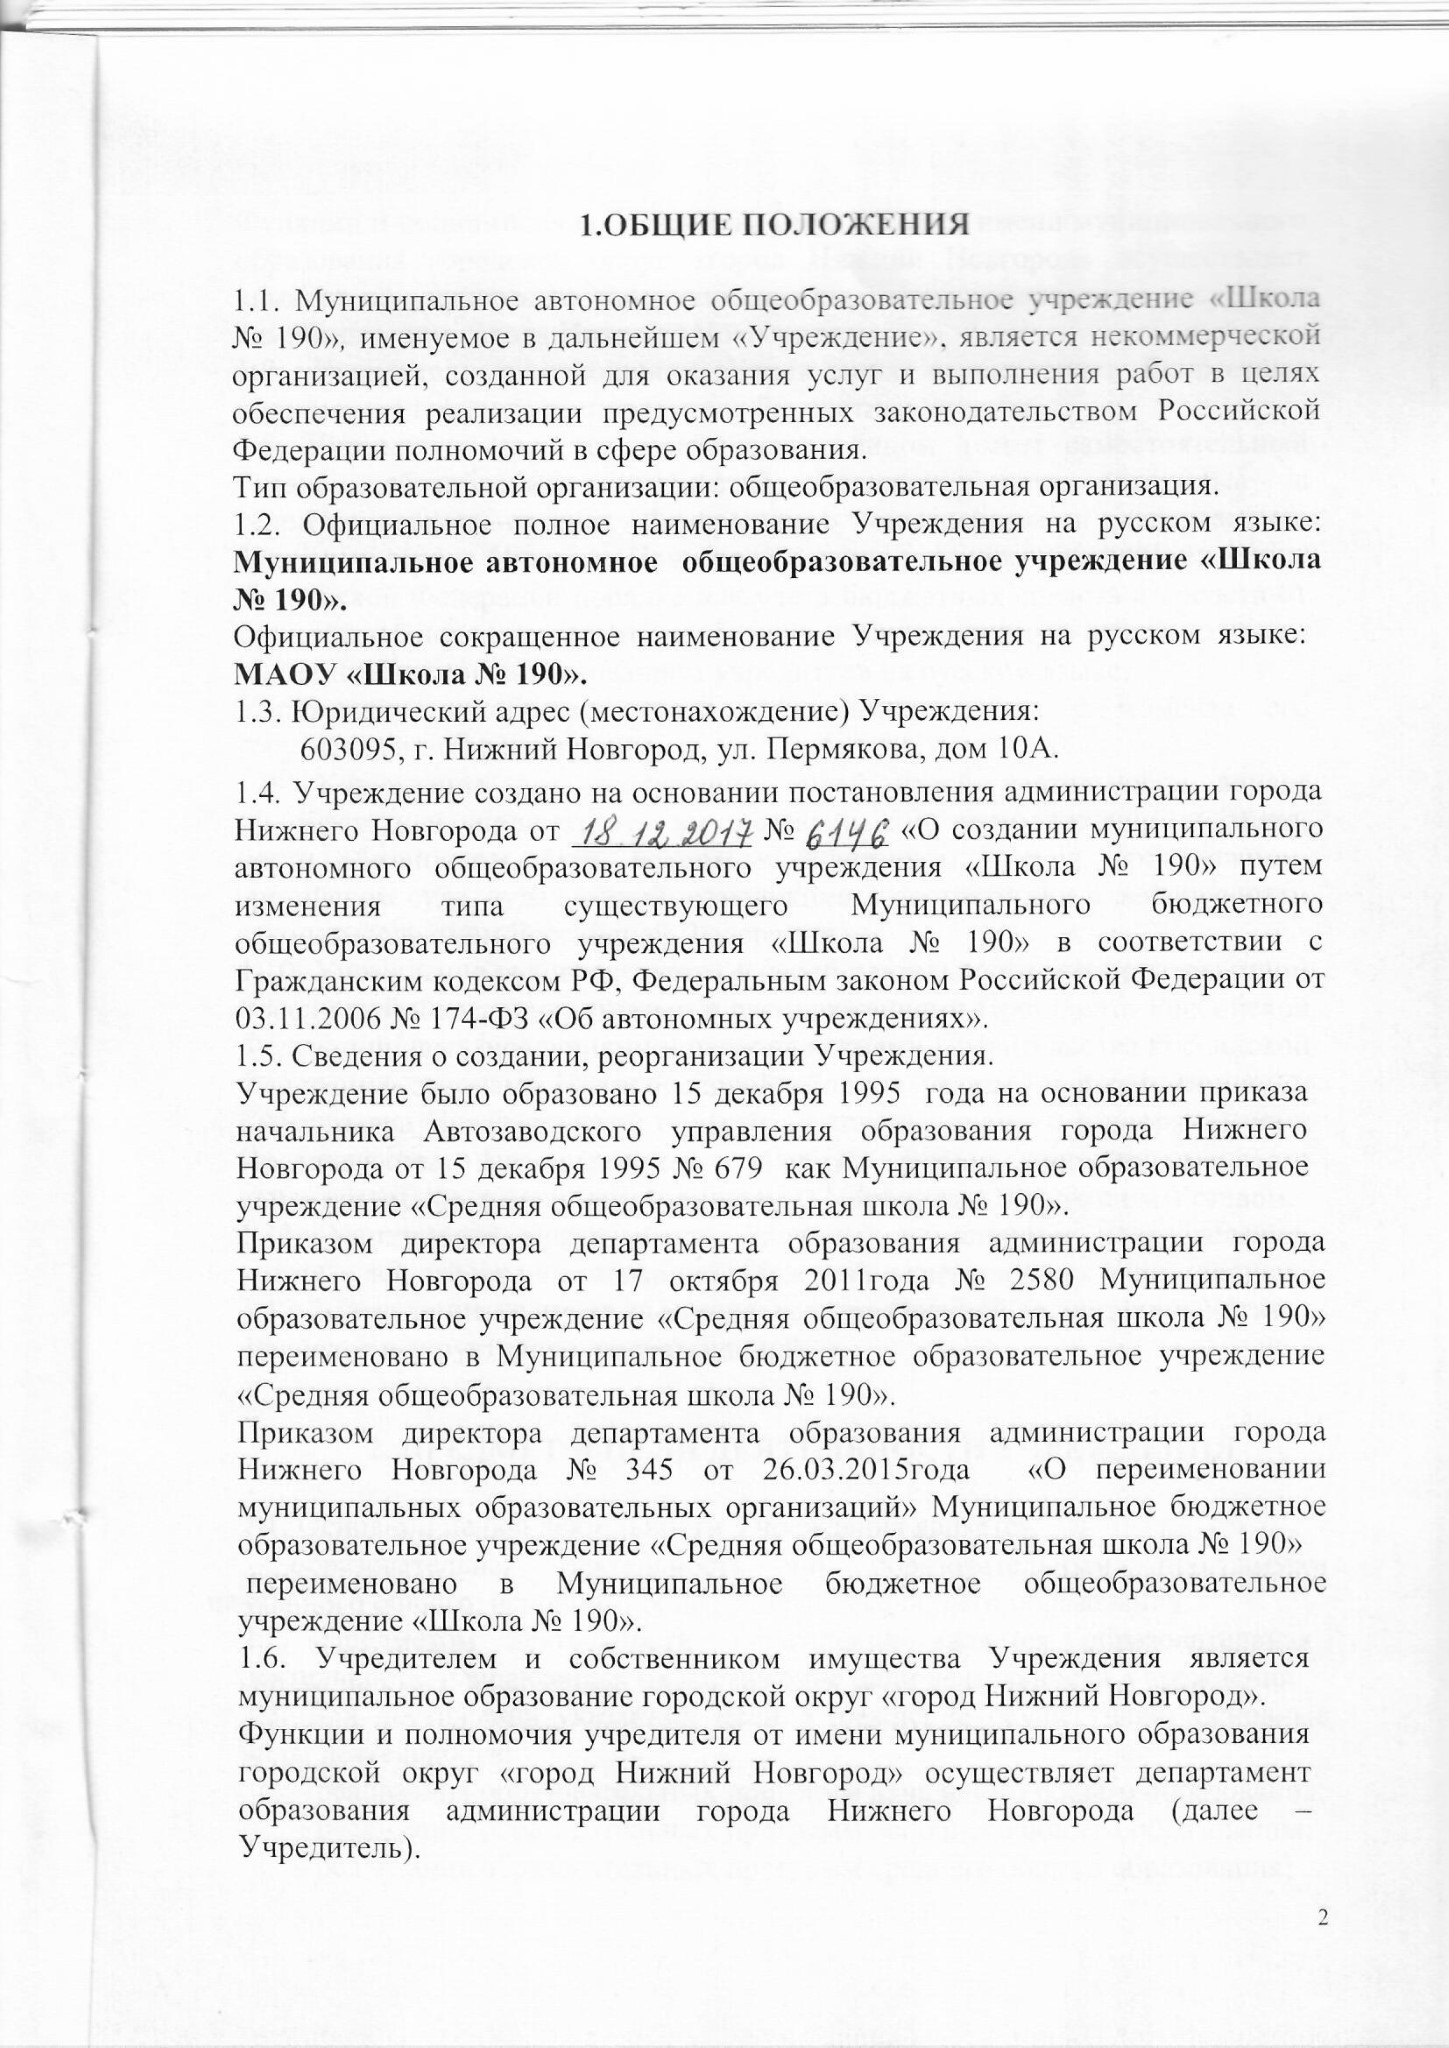 1.ОБЩИЕ ПОЛОЖЕНИЯ
1.1. Муниципальное автономное общеобразовательное учреждение «Школа
№ 190», именуемое в дальнейшем «Учреждение», является некоммерческой
организацией, созданной для оказания услуг и выполнения работ в целях
обеспечения реализации предусмотренных законодательством Российской
Федерации полномочий в сфере образования.
Тип образовательной организации: общеобразовательная организация.
1.2. Официальное полное наименование Учреждения на русском языке:
Муниципальное автономное общеобразовательное учреждение «Школа
№ 190».
Официальное сокращенное наименование Учреждения на русском языке:
МАОУ «Школа № 190».
1.3. Юридический адрес (местонахождение) Учреждения:
603095, г. Нижний Новгород, ул. Пермякова, дом 10А.
1.4. Учреждение создано на основании постановления администрации города
Нижнего Новгорода от 18.12.2017 № 6146 «О создании муниципального
автономного общеобразовательного учреждения «Школа № 190» путем
изменения типа существующего Муниципального бюджетного
общеобразовательного учреждения «Школа № 190» в соответствии с
Гражданским кодексом РФ, Федеральным законом Российской Федерации от
03.11.2006 № 174-ФЗ «Об автономных учреждениях».
1.5. Сведения о создании, реорганизации Учреждения.
Учреждение было образовано 15 декабря 1995 года на основании приказа
начальника Автозаводского управления образования города Нижнего
Новгорода от 15 декабря 1995 № 679 как Муниципальное образовательное
учреждение «Средняя общеобразовательная школа № 190».
Приказом директора департамента образования администрации города
Нижнего Новгорода от 17 октября 2011года № 2580 Муниципальное
образовательное учреждение «Средняя общеобразовательная школа № 190»
переименовано в Муниципальное бюджетное образовательное учреждение
«Средняя общеобразовательная школа № 190».
Приказом директора департамента образования администрации города
Нижнего Новгорода № 345 от 26.03.2015года «О переименовании
муниципальных образовательных организаций» Муниципальное бюджетное
образовательное учреждение «Средняя общеобразовательная школа № 190»
переименовано в Муниципальное бюджетное общеобразовательное
учреждение «Школа № 190».
1.6. Учредителем и собственником имущества Учреждения является
муниципальное образование городской округ «город Нижний Новгород».
Функции и полномочия учредителя от имени муниципального образования
городской округ «город Нижний Новгород» осуществляет департамент
образования администрации города Нижнего Новгорода (далее –
Учредитель).
2